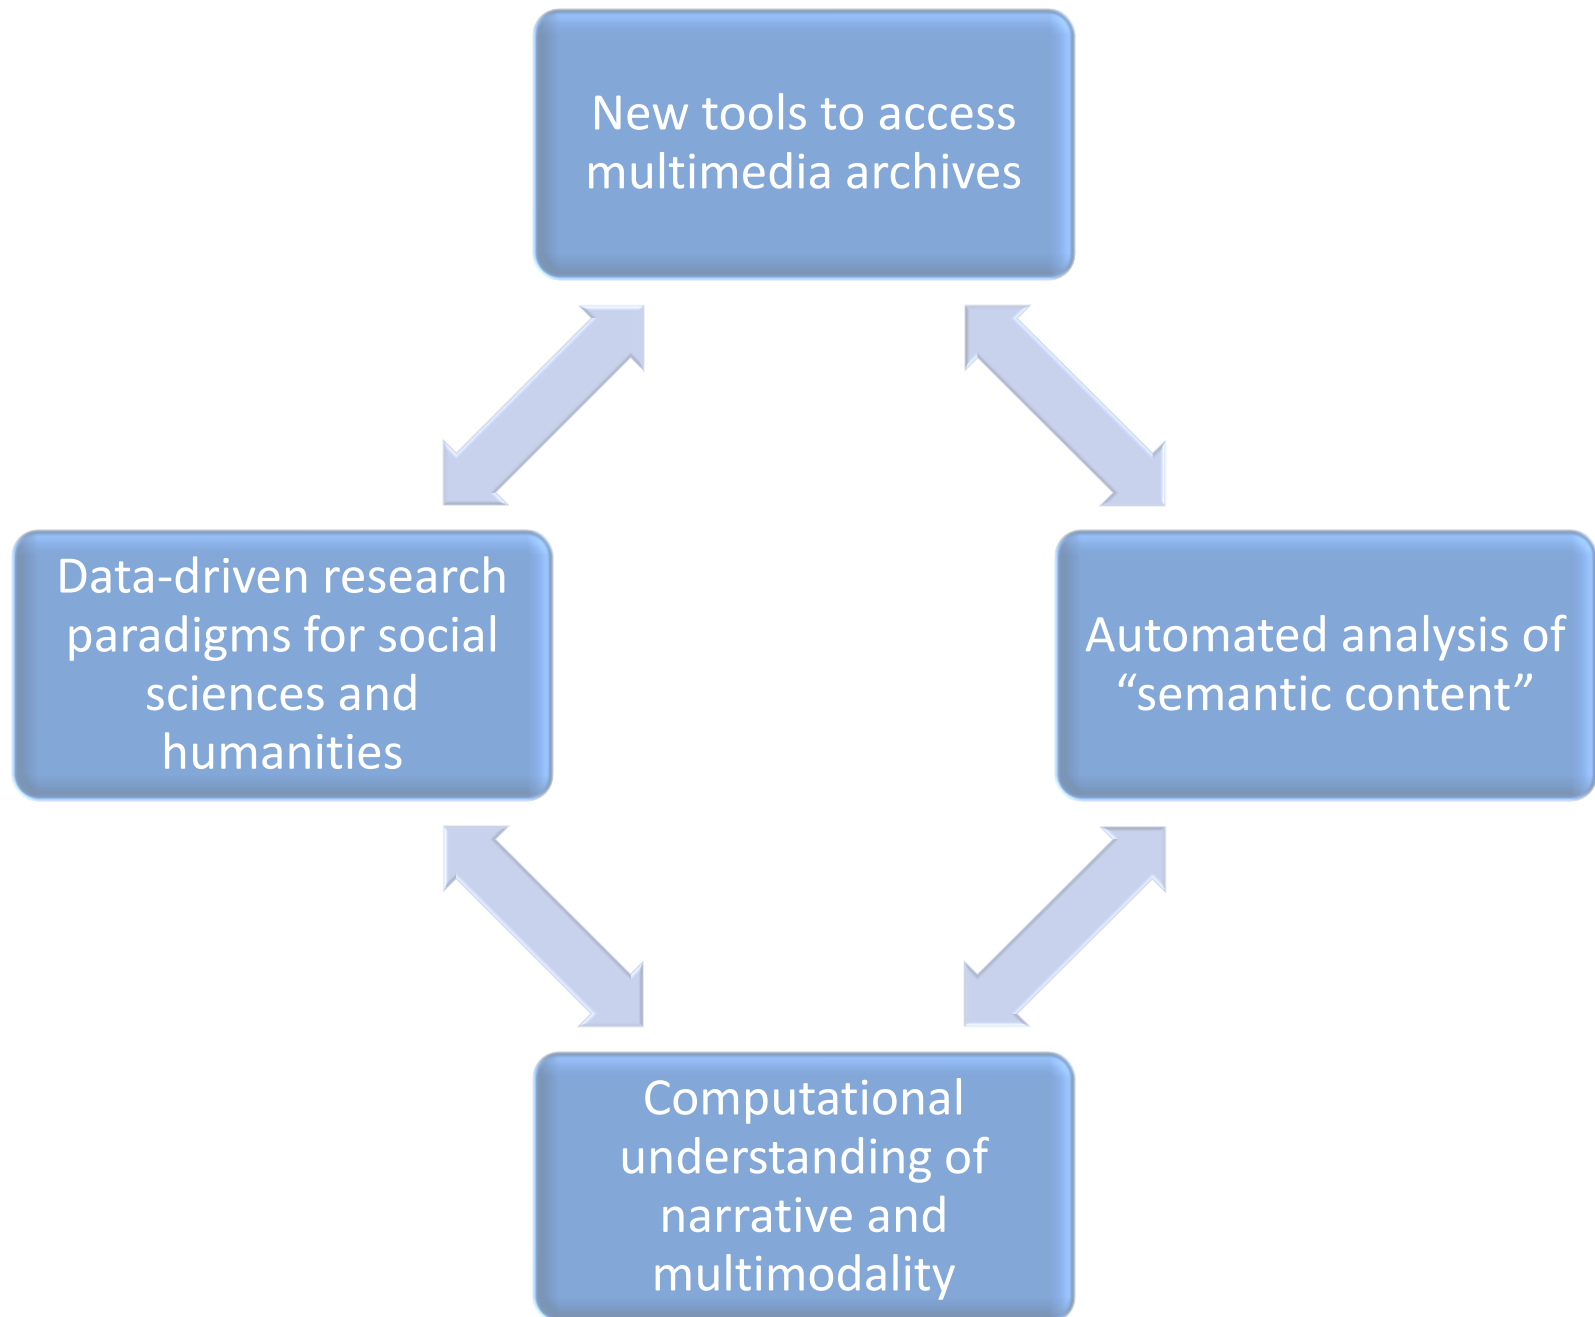 New tools to access
multimedia archives
Data-driven research
paradigms for social
sciences and
humanities
Automated analysis of
“semantic content”
Computational
understanding of
narrative and
multimodality